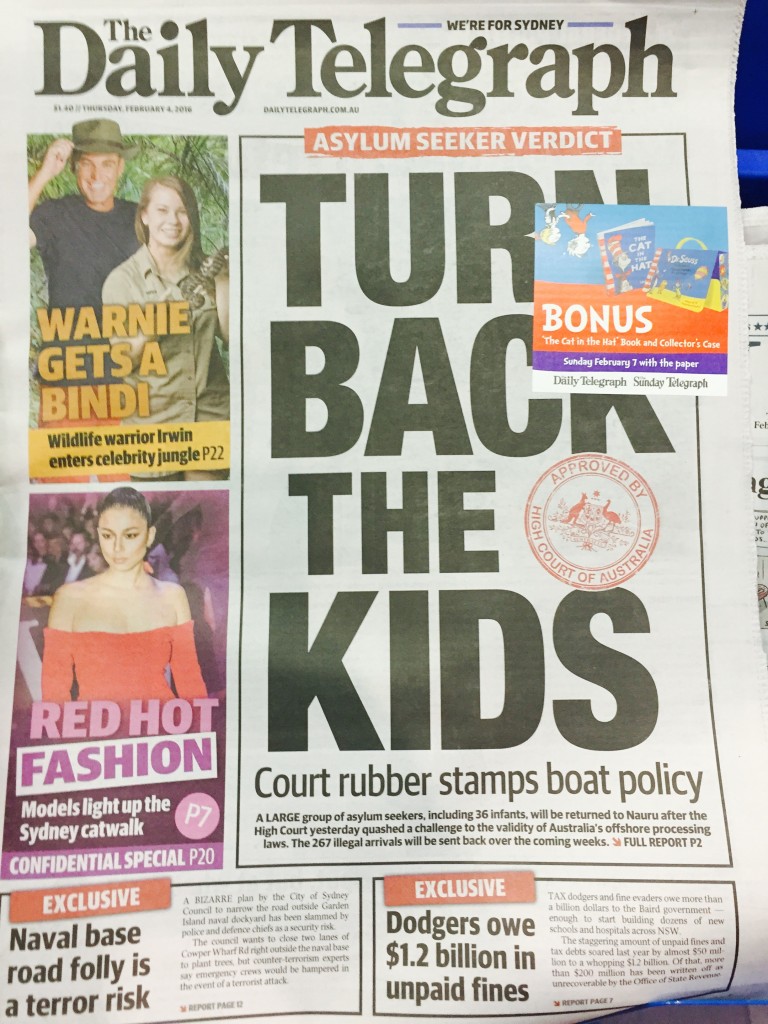 WE'RE FOR SYDNEY
The
Daily Telegraph
$1.40 // THURSDAY, FEBRUARY 4, 2016
DAILYTELEGRAPH.COM.AU
WARNIE
GETS A
BINDI
Wildlife warrior Irwin
enters celebrity jungle P22
RED HOT
FASHION
Models light up the
Sydney catwalk
P7
CONFIDENTIAL SPECIAL P20
ASYLUM SEEKER VERDICT
TURN
BACK
THE
KIDS
THE
CAT
IN THE
HAT
Dr. Seuss
BONUS
'The Cat in the Hat' Book and Collector's Case
Sunday February 7 with the paper
Daily Telegraph Sunday Telegraph
APPROVED BY
HIGH COURT OF AUSTRALIA
Court rubber stamps boat policy
A LARGE group of asylum seekers, including 36 infants, will be returned to Nauru after the
High Court yesterday quashed a challenge to the validity of Australia's offshore processing
laws. The 267 illegal arrivals will be sent back over the coming weeks. FULL REPORT P2
EXCLUSIVE
Naval base
road folly is
a terror risk
A BIZARRE plan by the City of Sydney
Council to narrow the road outside Garden
Island naval dockyard has been slammed by
police and defence chiefs as a security risk.
The council wants to close two lanes of
Cowper Wharf Rd right outside the naval base
to plant trees, but counter-terrorism experts
say emergency crews would be hampered in
the event of a terrorist attack.
REPORT PAGE 12
EXCLUSIVE
Dodgers owe
$1.2 billion in
unpaid fines
TAX dodgers and fine evaders owe more than
a billion dollars to the Baird government —
enough to start building dozens of new
schools and hospitals across NSW.
The staggering amount of unpaid fines and
tax debts soared last year by almost $50 mil-
lion to a whopping $1.2 billion. Of that, more
than $200 million has been written off as
unrecoverable by the Office of State Revenue.
REPORT PAGE 7